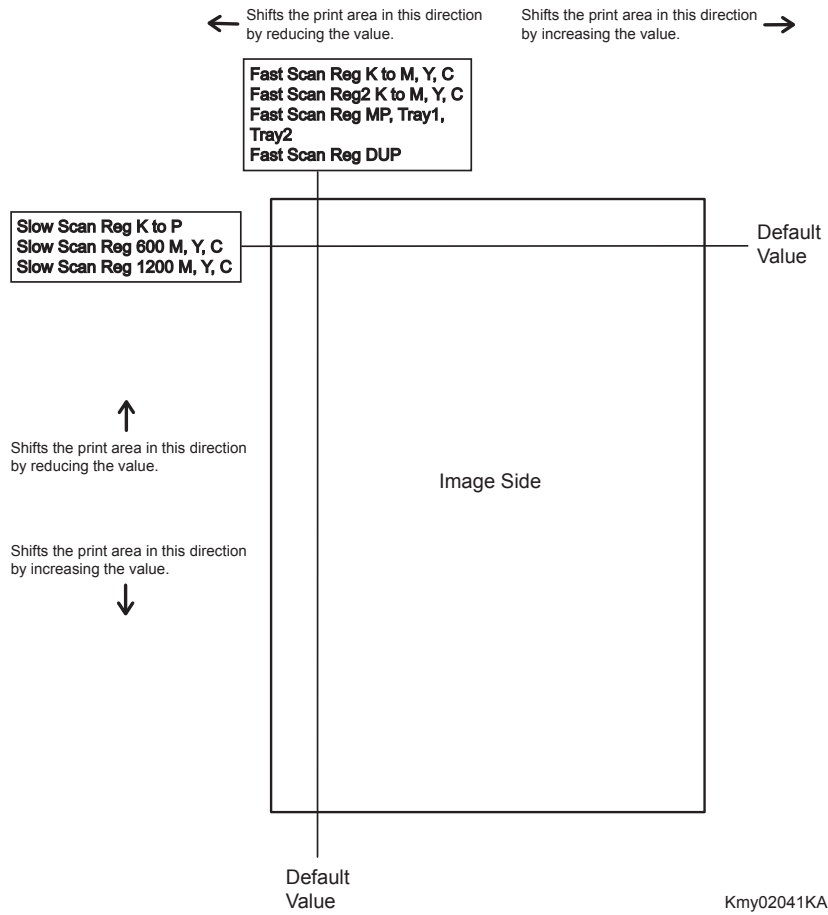 Shifts the print area in this direction
by reducing the value.
Shifts the print area in this direction
by increasing the value.
Fast Scan Reg K to M, Y, C
Fast Scan Reg2 K to M, Y, C
Fast Scan Reg MP, Tray1,
Tray2
Fast Scan Reg DUP
Slow Scan Reg K to P
Slow Scan Reg 600 M, Y, C
Slow Scan Reg 1200 M, Y, C
Default
Value
Shifts the print area in this direction
by reducing the value.
Image Side
Shifts the print area in this direction
by increasing the value.
Default
Value
Kmy02041KA